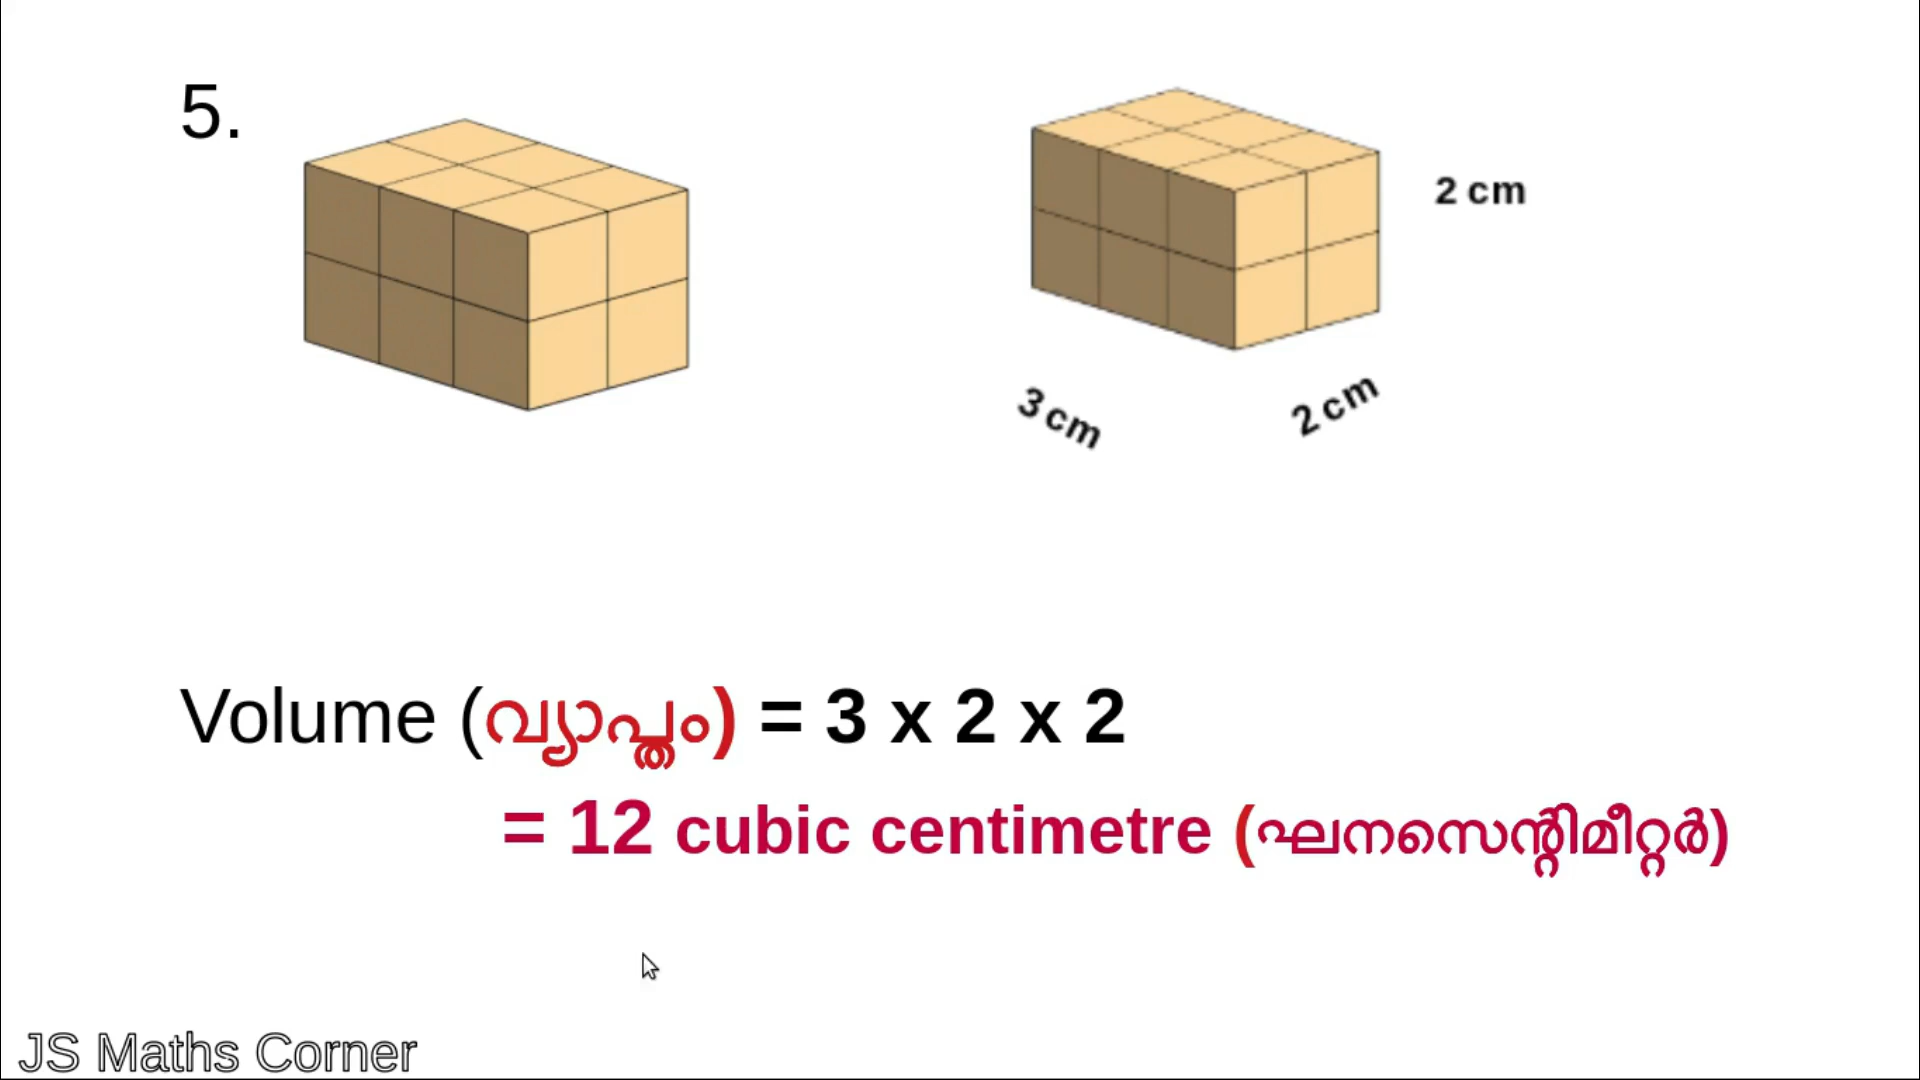 5.
2 cm
3 cm
2 cm
Volume (വ്യാപ്തം) = 3 x 2 x 2
= 12 cubic centimetre (ഘനസെന്റിമീറ്റർ)
JS Maths Corner